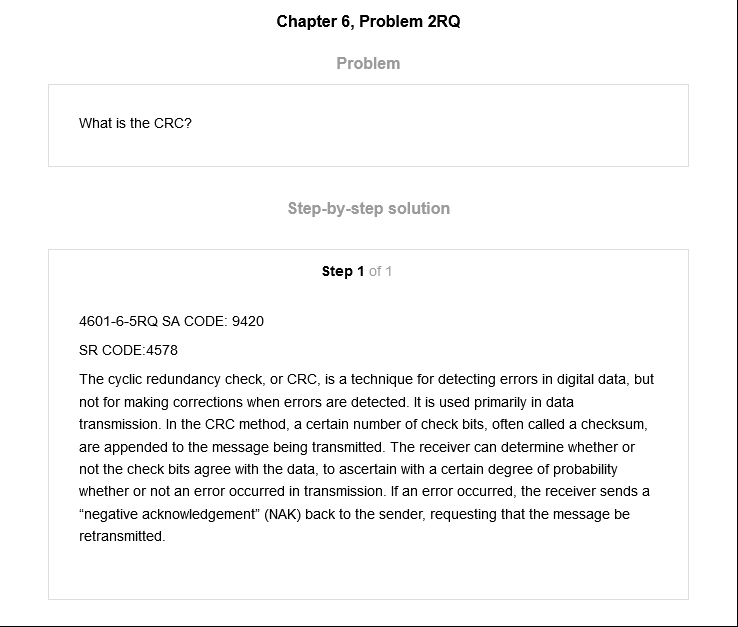 Chapter 6, Problem 2RQ
Problem
What is the CRC?
Step-by-step solution
Step 1 of 1
4601-6-5RQ SA CODE: 9420
SR CODE:4578
The cyclic redundancy check, or CRC, is a technique for detecting errors in digital data, but
not for making corrections when errors are detected. It is used primarily in data
transmission. In the CRC method, a certain number of check bits, often called a checksum,
are appended to the message being transmitted. The receiver can determine whether or
not the check bits agree with the data, to ascertain with a certain degree of probability
whether or not an error occurred in transmission. If an error occurred, the receiver sends a
“negative acknowledgement” (NAK) back to the sender, requesting that the message be
retransmitted.